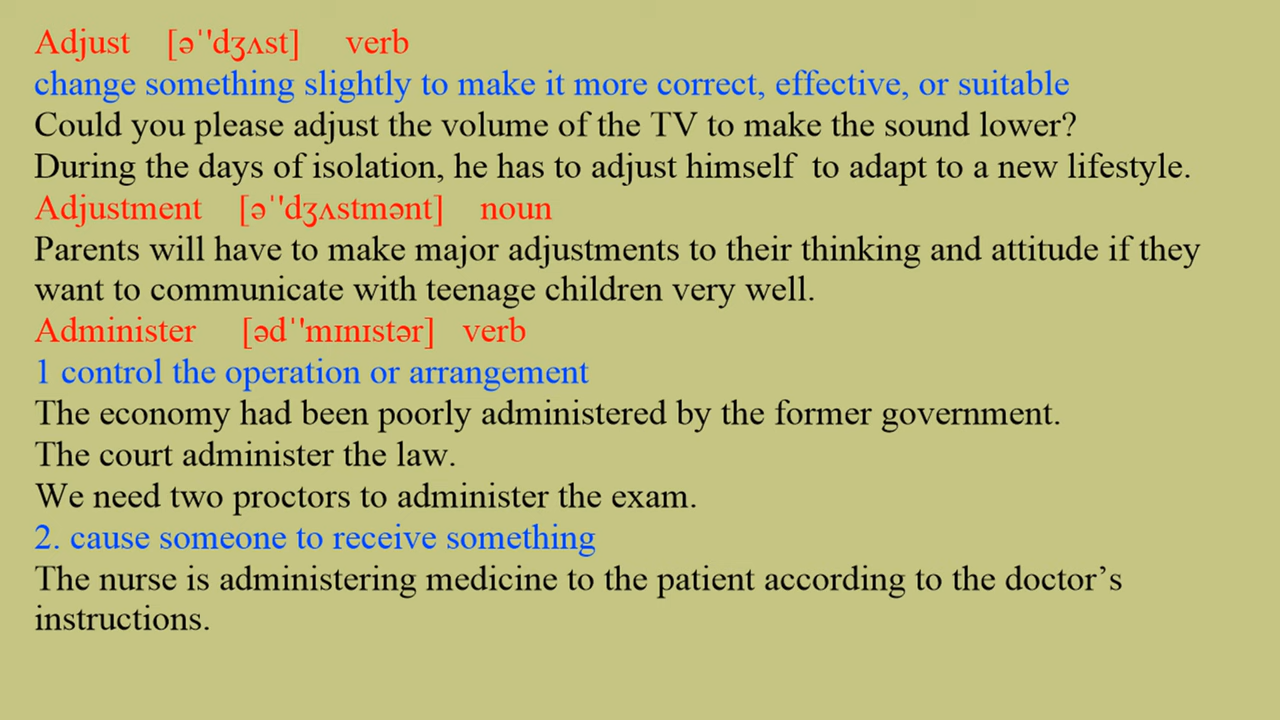 Adjust [əˈ'dʒʌst] verb
change something slightly to make it more correct, effective, or suitable
Could you please adjust the volume of the TV to make the sound lower?
During the days of isolation, he has to adjust himself to adapt to a new lifestyle.
Adjustment [əˈ'dʒʌstmənt] noun
Parents will have to make major adjustments to their thinking and attitude if they
want to communicate with teenage children very well.
Administer [ədˈ'mɪnɪstər] verb
1 control the operation or arrangement
The economy had been poorly administered by the former government.
The court administer the law.
We need two proctors to administer the exam.
2. cause someone to receive something
The nurse is administering medicine to the patient according to the doctor’s
instructions.